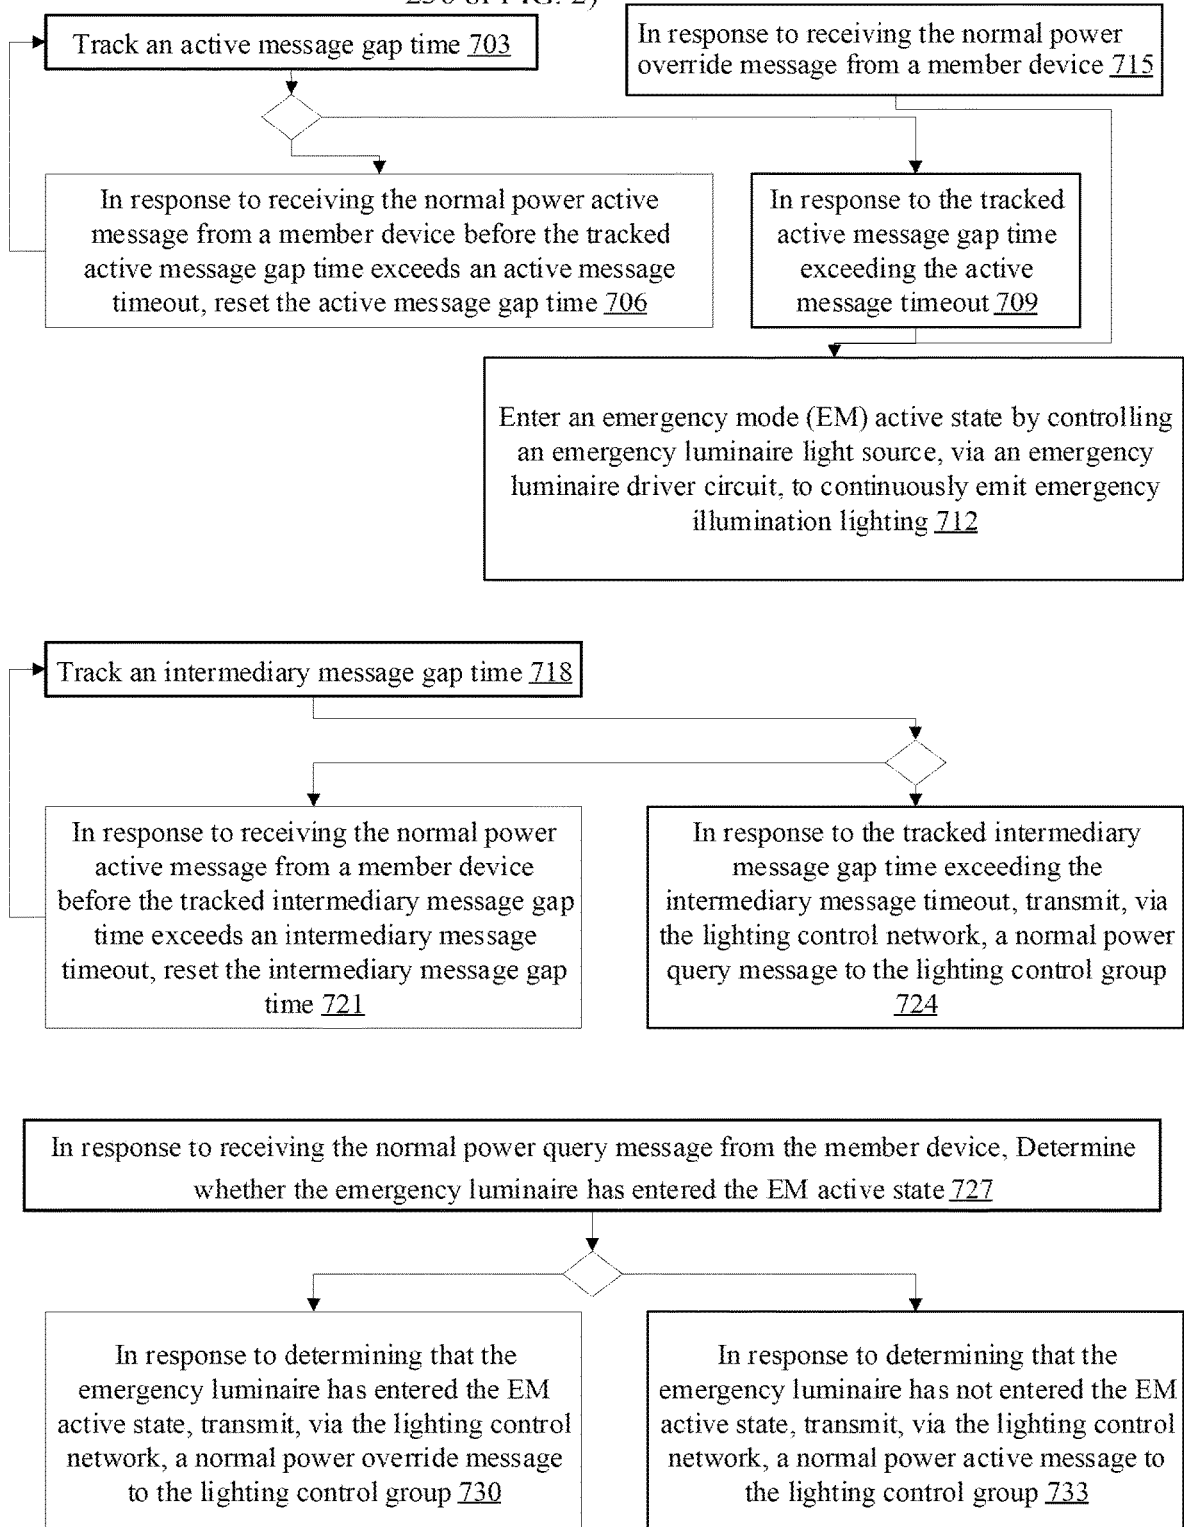 230 of FIG. 2)
Track an active message gap time 703
In response to receiving the normal power
override message from a member device 715
In response to receiving the normal power active
message from a member device before the tracked
active message gap time exceeds an active message
timeout, reset the active message gap time 706
In response to the tracked
active message gap time
exceeding the active
message timeout 709
Enter an emergency mode (EM) active state by controlling
an emergency luminaire light source, via an emergency
luminaire driver circuit, to continuously emit emergency
illumination lighting 712
Track an intermediary message gap time 718
In response to receiving the normal power
active message from a member device
before the tracked intermediary message gap
time exceeds an intermediary message
timeout, reset the intermediary message gap
time 721
In response to the tracked intermediary
message gap time exceeding the
intermediary message timeout, transmit, via
the lighting control network, a normal power
query message to the lighting control group
724
In response to receiving the normal power query message from the member device, Determine
whether the emergency luminaire has entered the EM active state 727
In response to determining that the
emergency luminaire has entered the EM
active state, transmit, via the lighting control
network, a normal power override message
to the lighting control group 730
In response to determining that the
emergency luminaire has not entered the EM
active state, transmit, via the lighting control
network, a normal power active message to
the lighting control group 733